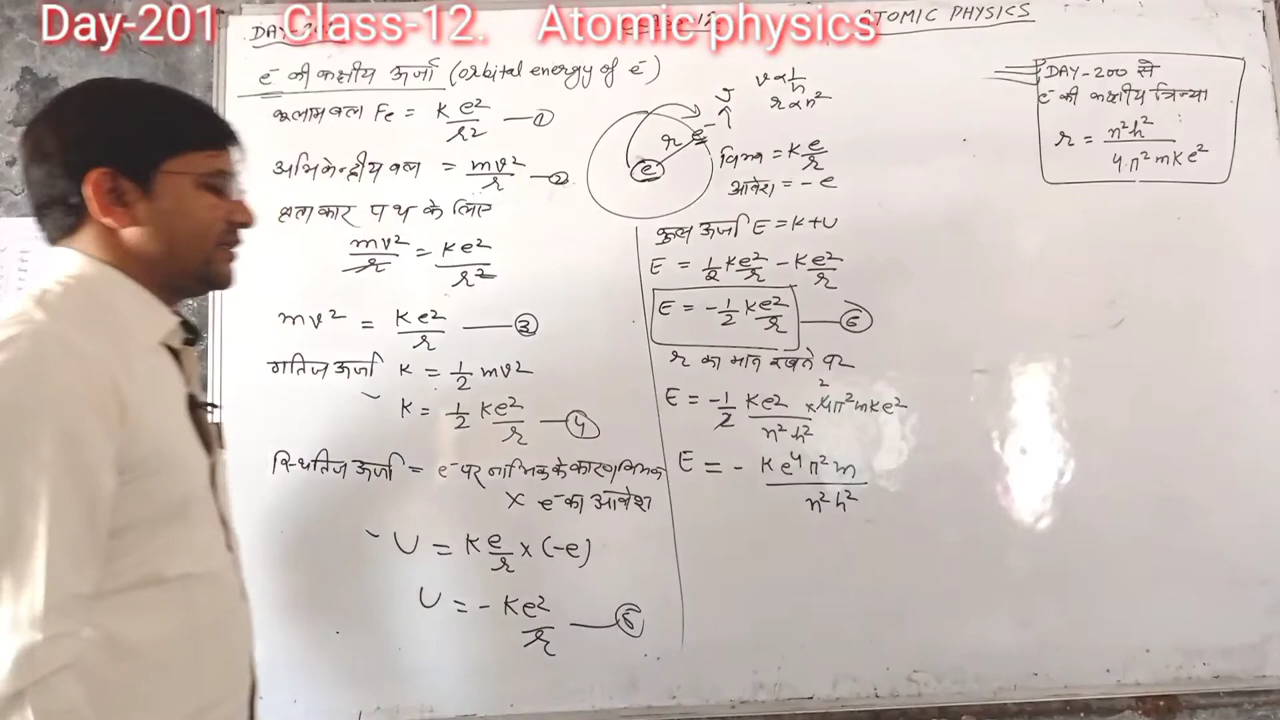 Day-201 Class-12. Atomic physics
ATOMIC PHYSICS
e⁻ की कक्षीय ऊर्जा (orbital energy of e⁻)
कूलाम बल Fe = Ke²/r² — ①
अभिकेन्द्रीय बल = mv²/r — ②
वृत्ताकार पथ के लिए
mv²/r = Ke²/r²
mv² = Ke²/r — ③
गतिज ऊर्जा K = 1/2 mv²
K = 1/2 Ke²/r — ④
स्थितिज ऊर्जा = e⁻ पर नाभिक के कारण विभव
× e⁻ का आवेश
U = K e/r × (-e)
U = - Ke²/r
v ∝ 1/n
r ∝ n²
v
r
e⁻
e
विभव = K e/r
आवेश = - e
कुल ऊर्जा E = K+U
E = 1/2 Ke²/r - Ke²/r
E = -1/2 Ke²/r — ⑥
r का मान रखने पर
E = -1/2 Ke²/n²h² × 4π²mKe²
2
E = - Ke⁴π²m/n²h²
DAY-200 से
e⁻ की कक्षीय त्रिज्या
r = n²h²/4π²mKe²